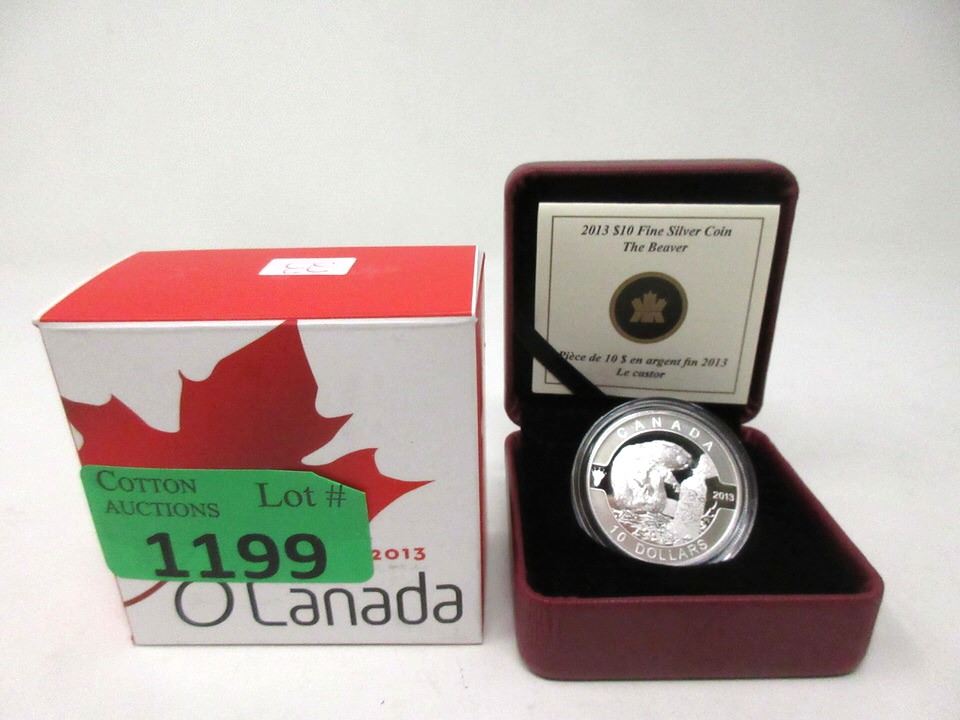 COTTON AUCTIONS
Lot #
1199
2013
O Canada
2013 $10 Fine Silver Coin
The Beaver
Pièce de 10 $ en argent fin 2013
Le castor
CANADA
2013
10 DOLLARS